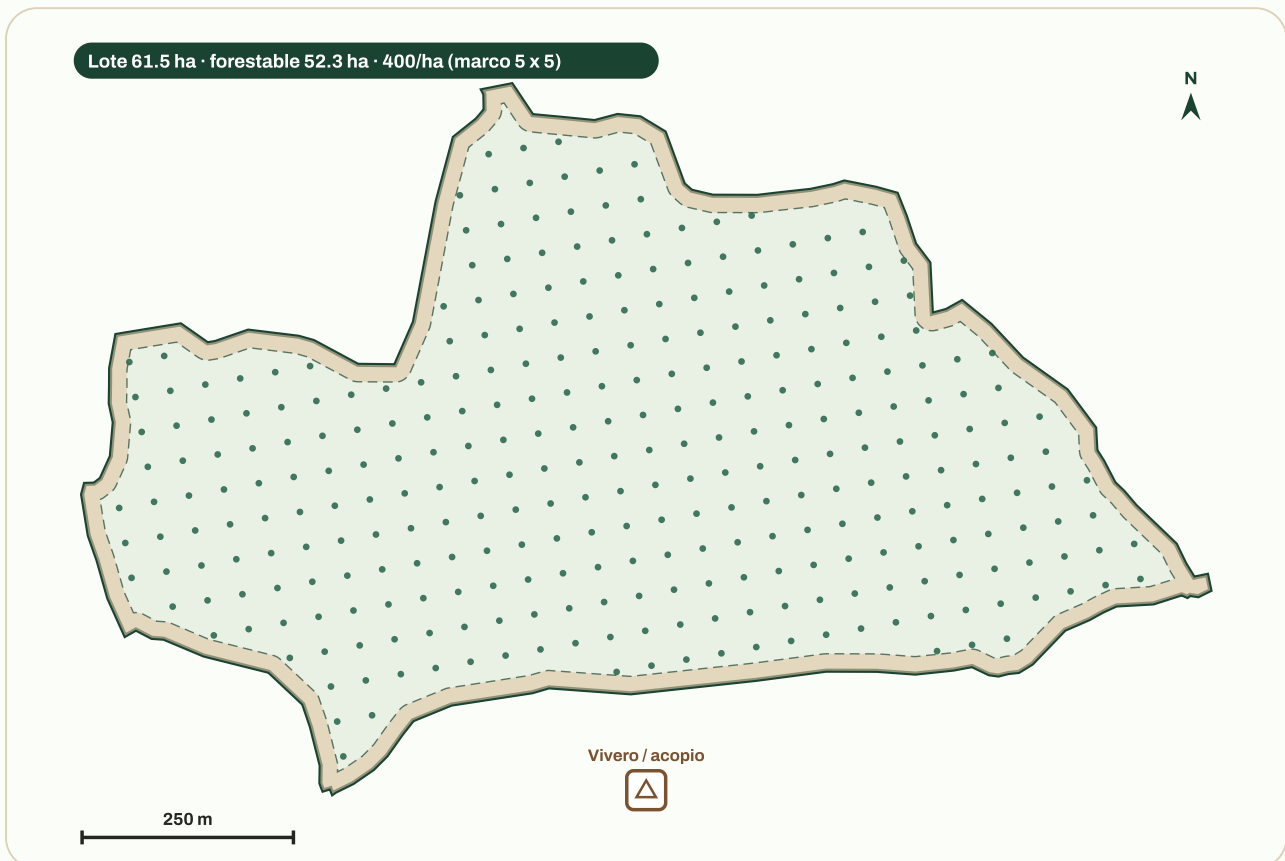 Lote 61.5 ha · forestable 52.3 ha · 400/ha (marco 5 x 5)
N
Vivero / acopio
250 m